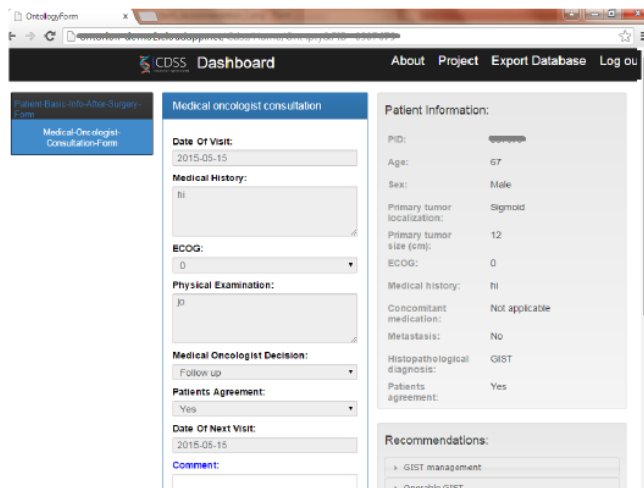 OntologyForm
CDSS Dashboard
About Project Export Database Log ou
Patient-Basic-Info-After-Surgery-
Form
Medical-Oncologist-
Consultation-Form
Medical oncologist consultation
Date Of Visit:
2015-05-15
Medical History:
hi
ECOG:
0
Physical Examination:
jo
Medical Oncologist Decision:
Follow up
Patients Agreement:
Yes
Date Of Next Visit:
2015-05-15
Comment:
Patient Information:
PID:
Age: 67
Sex: Male
Primary tumor
localization: Sigmoid
Primary tumor
size (cm): 12
ECOG: 0
Medical history: hi
Concomitant
medication: Not applicable
Metastasis: No
Histopathological
diagnosis: GIST
Patients
agreement: Yes
Recommendations:
GIST management
Operable GIST